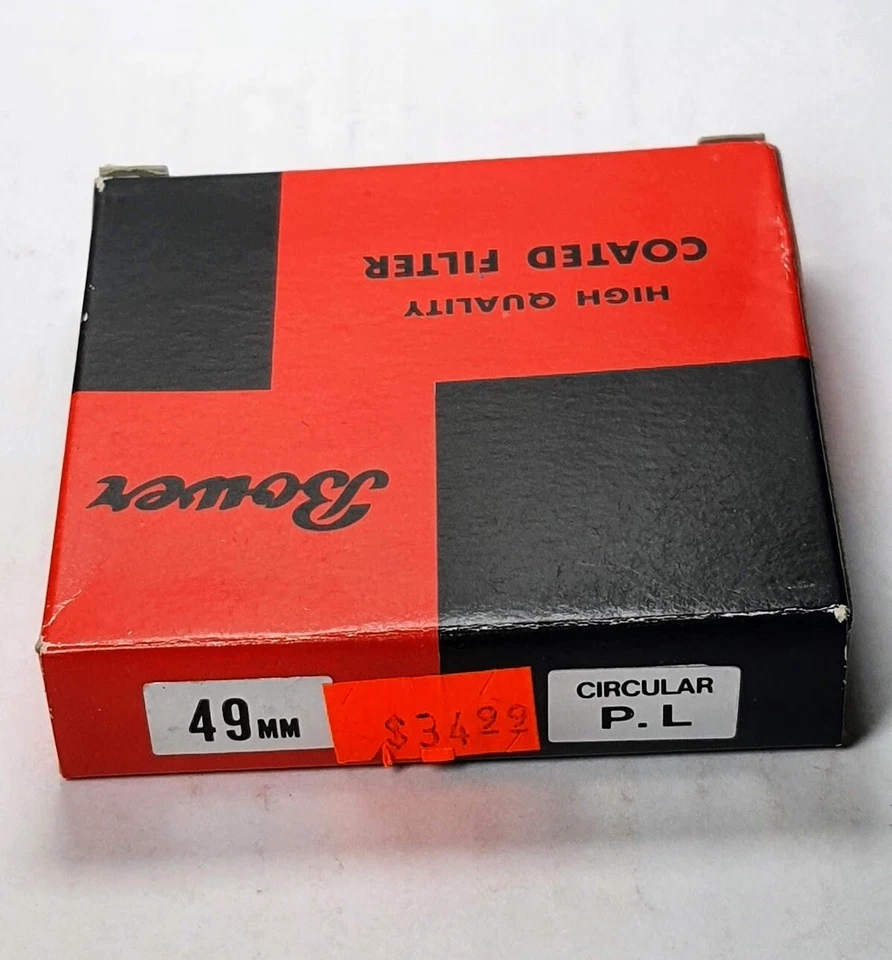 HIGH QUALITY
COATED FILTER
Bower
49MM
$34.99
CIRCULAR
P.L